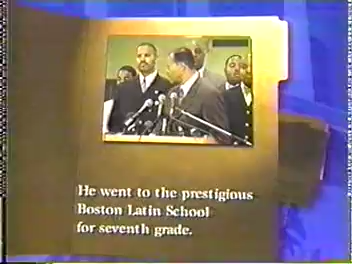 He went to the prestigious
Boston Latin School
for seventh grade.